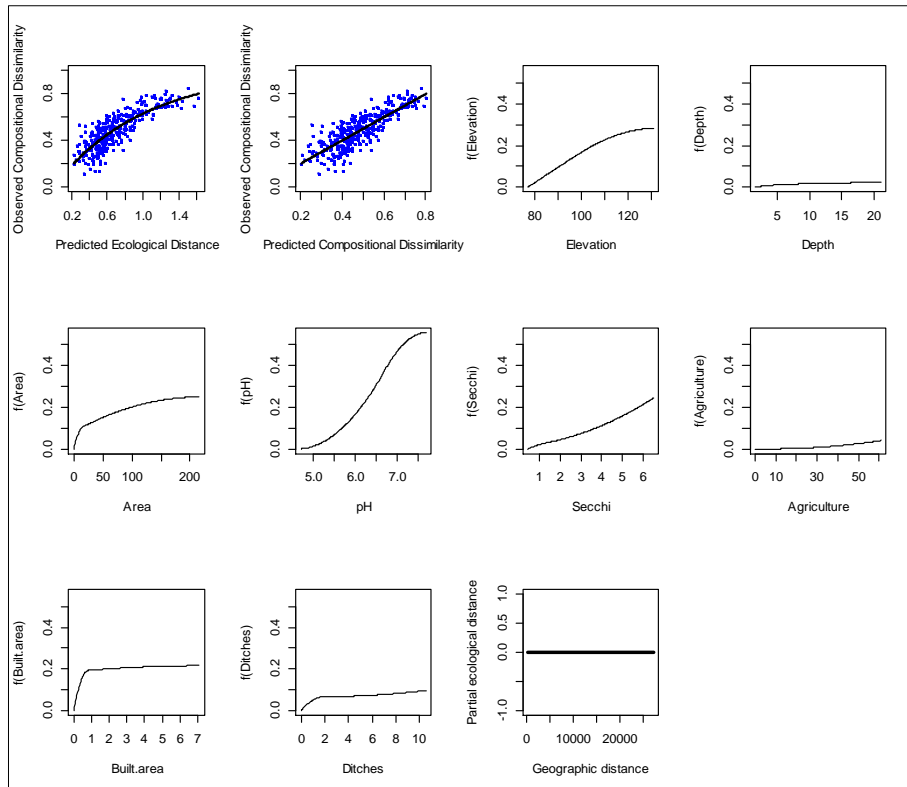 Observed Compositional Dissimilarity
0.0 0.4 0.8
0.2 0.6 1.0 1.4
Predicted Ecological Distance
Observed Compositional Dissimilarity
0.0 0.4 0.8
0.2 0.3 0.4 0.5 0.6 0.7 0.8
Predicted Compositional Dissimilarity
f(Elevation)
0.0 0.2 0.4
80 100 120
Elevation
f(Depth)
0.0 0.2 0.4
5 10 15 20
Depth
f(Area)
0.0 0.2 0.4
0 50 100 200
Area
f(pH)
0.0 0.2 0.4
5.0 6.0 7.0
pH
f(Secchi)
0.0 0.2 0.4
1 2 3 4 5 6
Secchi
f(Agriculture)
0.0 0.2 0.4
0 10 30 50
Agriculture
f(Built.area)
0.0 0.2 0.4
0 1 2 3 4 5 6 7
Built.area
f(Ditches)
0.0 0.2 0.4
0 2 4 6 8 10
Ditches
Partial ecological distance
-1.0 0.0 0.5 1.0
0 10000 20000
Geographic distance